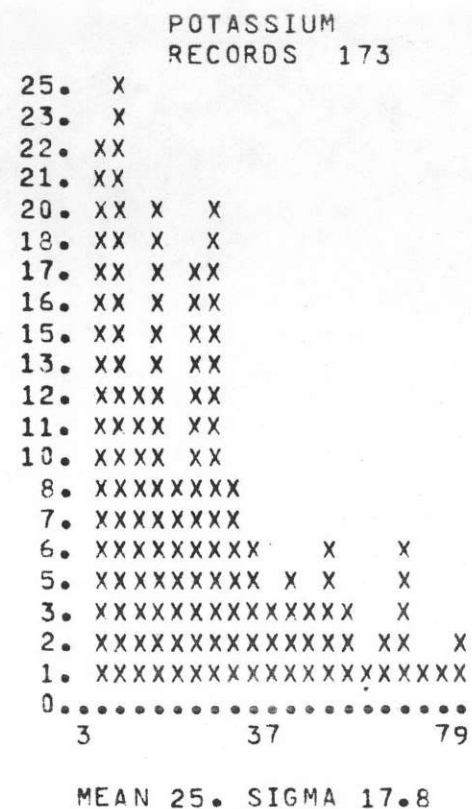 POTASSIUM
RECORDS 173
25. X
23. X
22. XX
21. XX
20. XX X X
18. XX X X
17. XX X XX
16. XX X XX
15. XX X XX
13. XX X XX
12. XXXX XX
11. XXXX XX
10. XXXX XX
8. XXXXXXXX
7. XXXXXXXX
6. XXXXXXXXX X X
5. XXXXXXXXX X X X
3. XXXXXXXXXXXXXX X
2. XXXXXXXXXXXXXX XX X
1. XXXXXXXXXXXXXXXXXXXX
0......................
3 37 79
MEAN 25. SIGMA 17.8